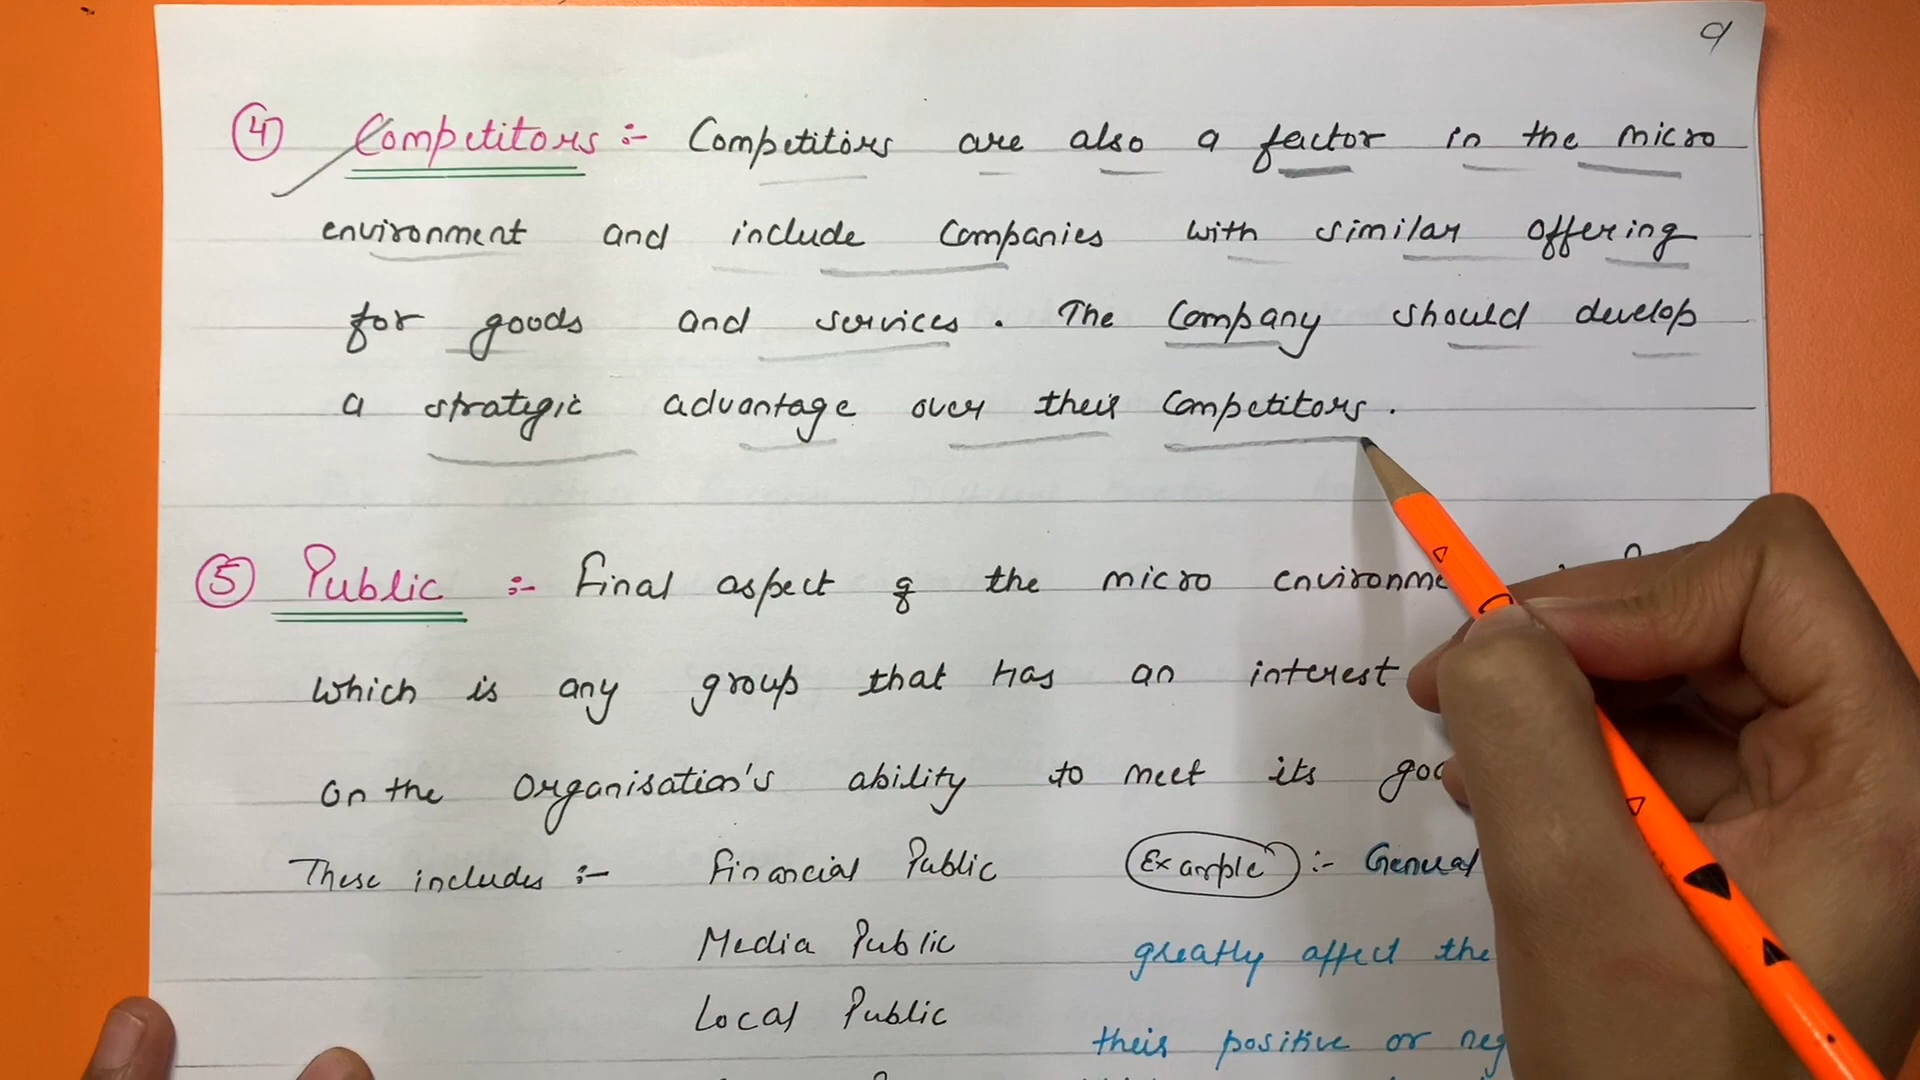 9
④ Competitors :- Competitors are also a factor in the micro
environment and include companies with similar offering
for goods and services. The company should develop
a strategic advantage over their competitors.
⑤ Public :- Final aspect of the micro
which is any group that has an interest
on the organisation's ability to meet its
These includes :- Financial Public Example :- General
Media Public greatly affect the
Local Public their positive or